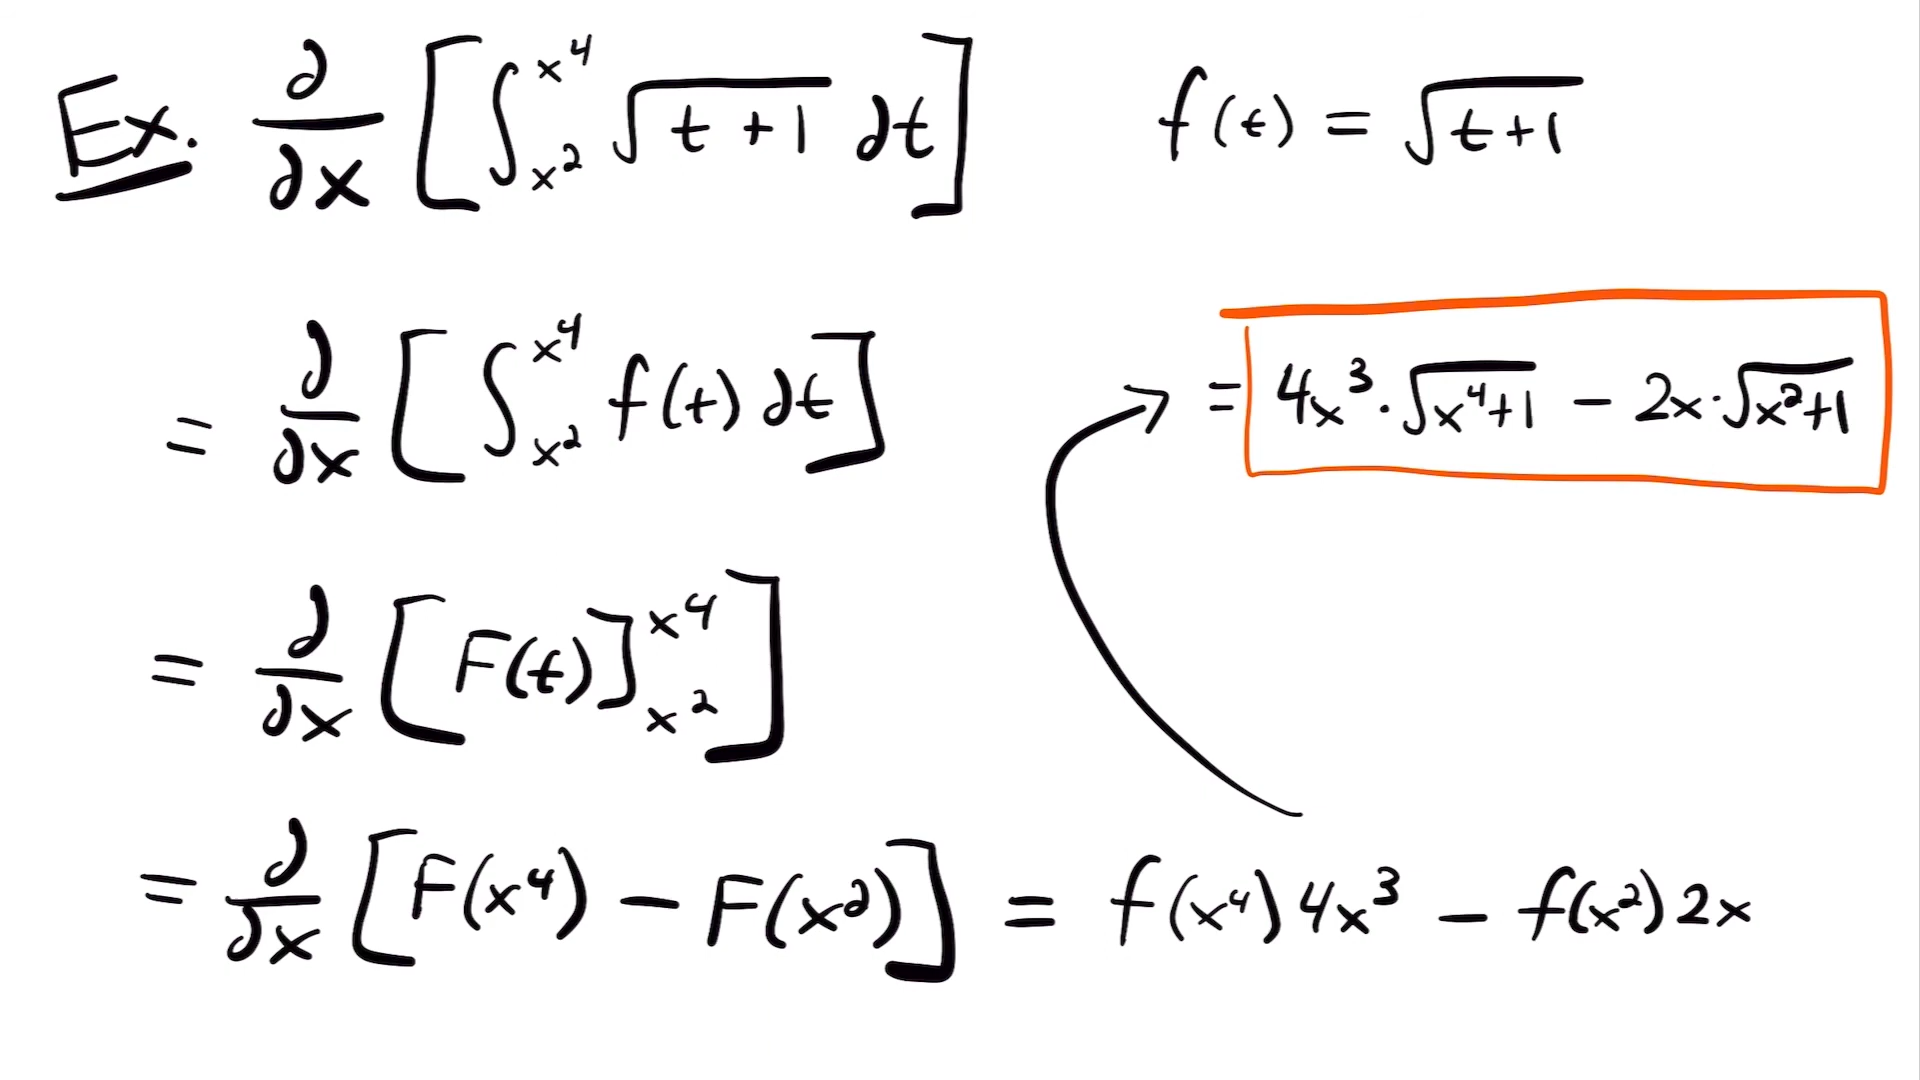 Ex. ∂/∂x [∫_{x²}^{x⁴} √(t+1) ∂t]
f(t) = √(t+1)
= ∂/∂x [∫_{x²}^{x⁴} f(t) ∂t]
= ∂/∂x [F(t)]_{x²}^{x⁴}]
= ∂/∂x [F(x⁴) − F(x²)] = f(x⁴)4x³ − f(x²)2x
= 4x³·√(x⁴+1) − 2x·√(x²+1)